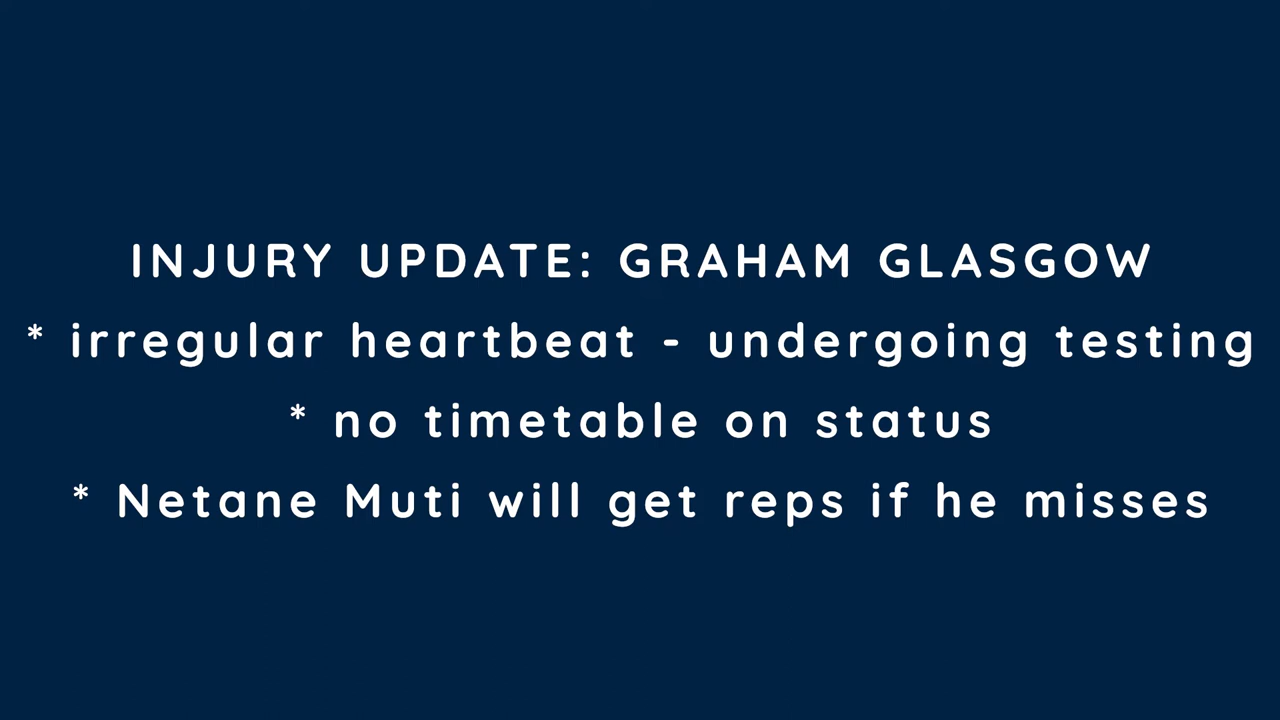 INJURY UPDATE: GRAHAM GLASGOW
* irregular heartbeat - undergoing testing
* no timetable on status
* Netane Muti will get reps if he misses